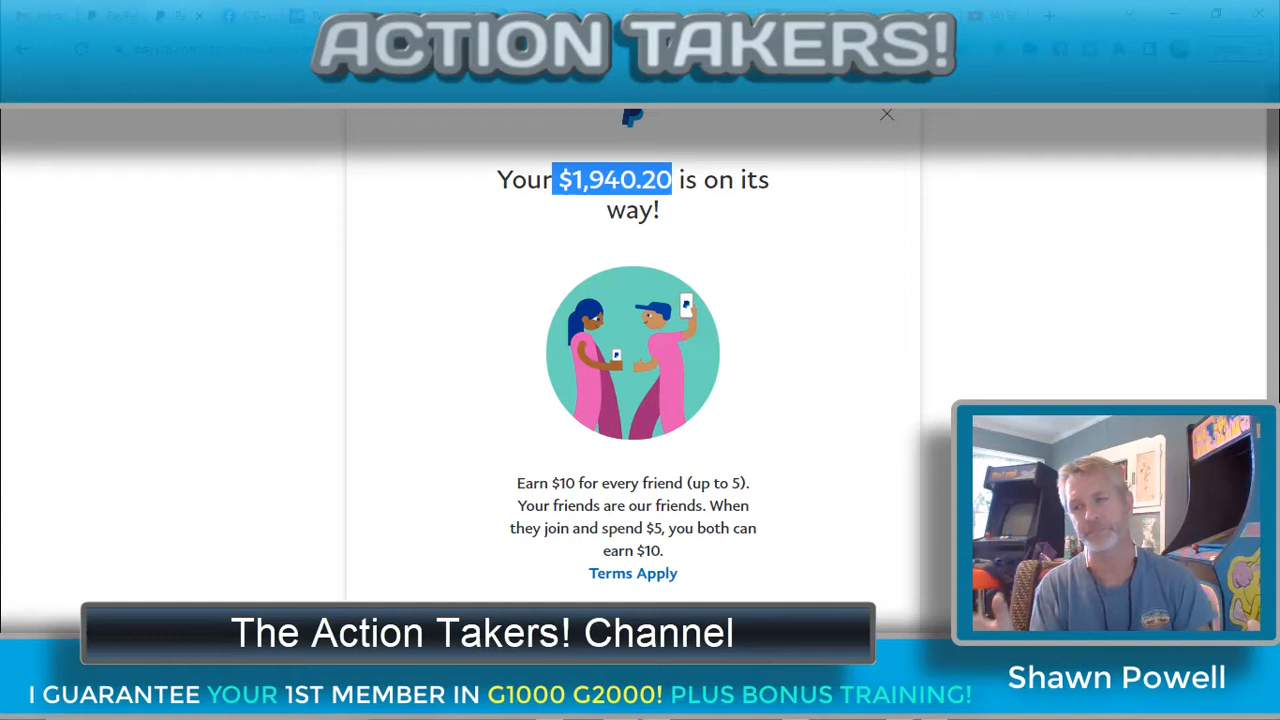 ACTION TAKERS!
Your $1,940.20 is on its
way!
Earn $10 for every friend (up to 5).
Your friends are our friends. When
they join and spend $5, you both can
earn $10.
Terms Apply
The Action Takers! Channel
Shawn Powell
I GUARANTEE YOUR 1ST MEMBER IN G1000 G2000! PLUS BONUS TRAINING!